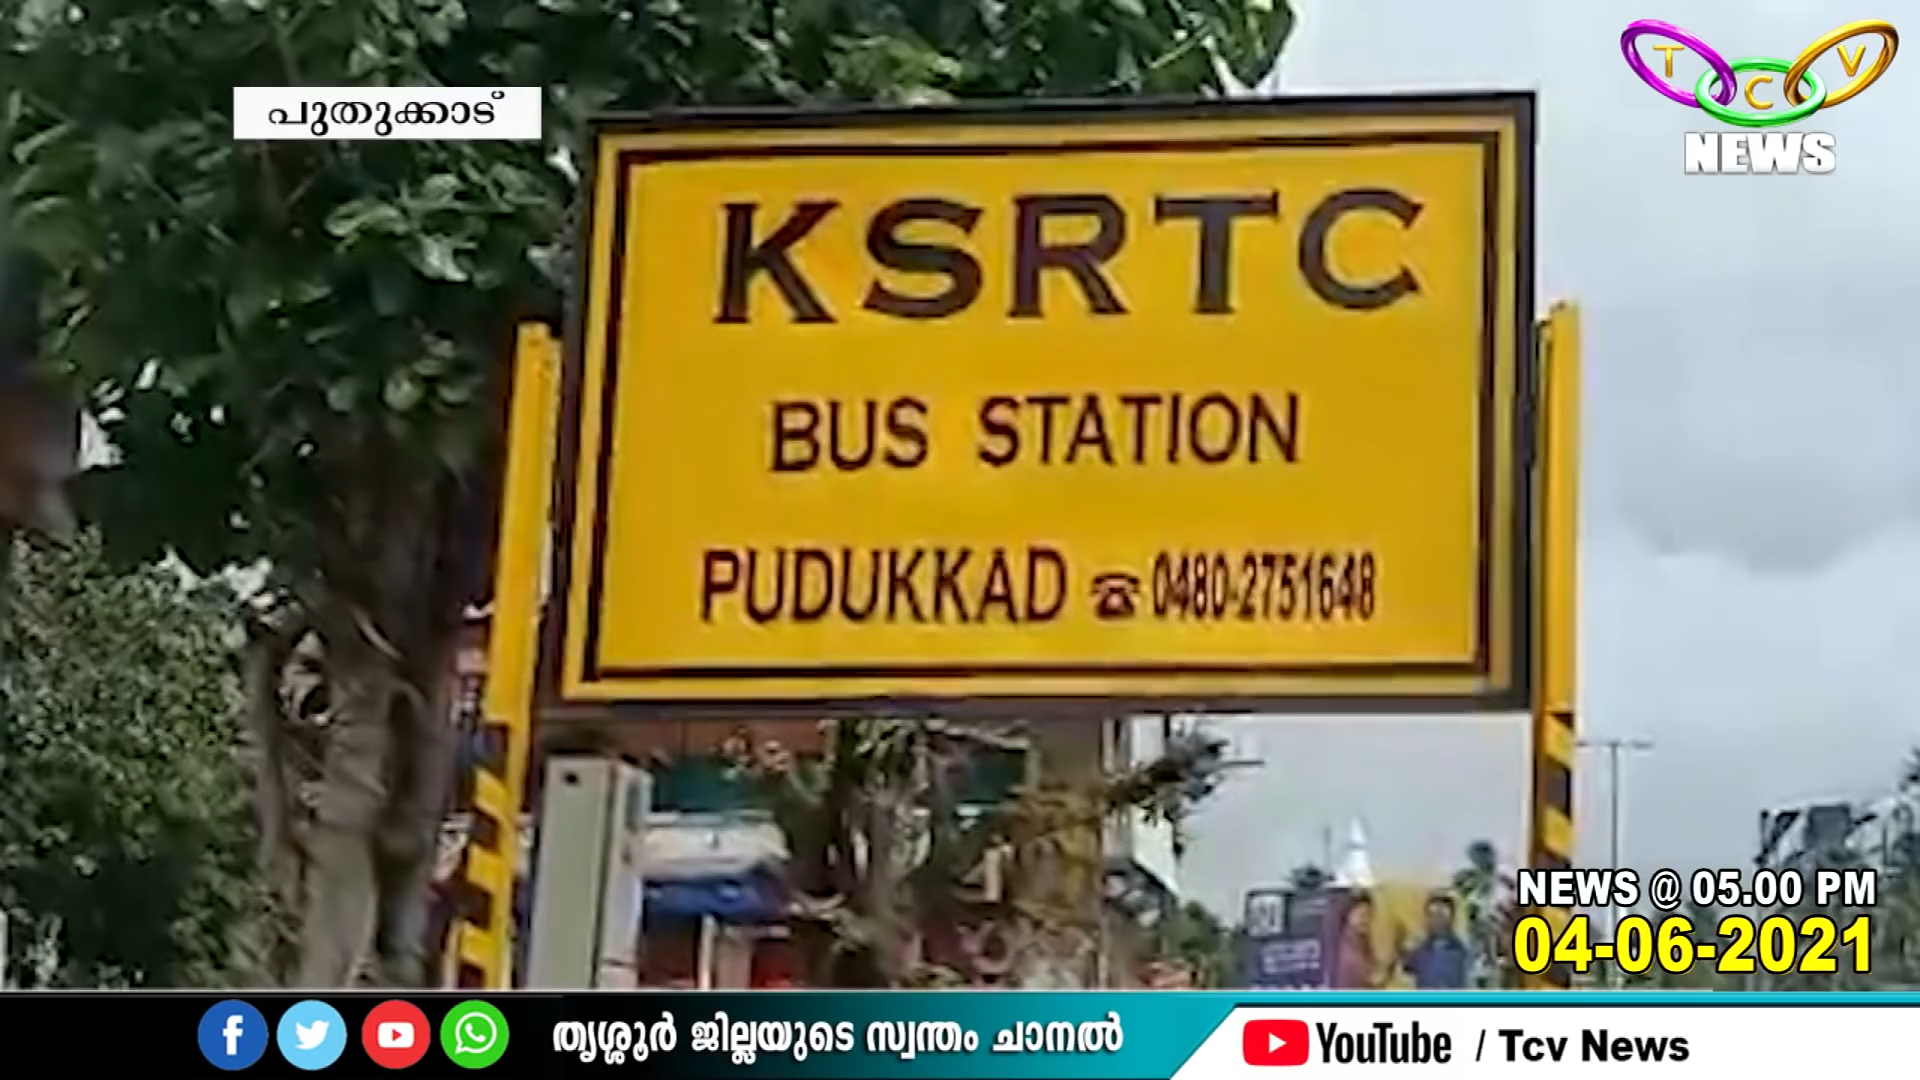 പുതുക്കാട്
T C V
NEWS
KSRTC
BUS STATION
PUDUKKAD ☎ 0480-2751648
NEWS @ 05.00 PM
04-06-2021
തൃശ്ശൂർ ജില്ലയുടെ സ്വന്തം ചാനൽ
YouTube / Tcv News